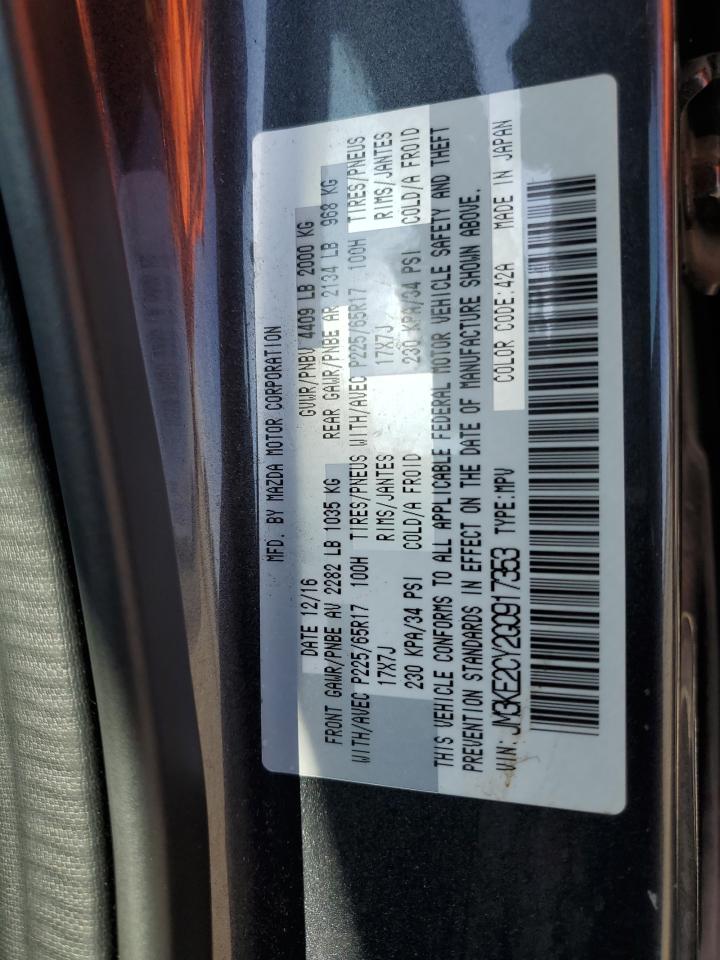 MFD. BY MAZDA MOTOR CORPORATION
DATE 12/16 GVWR/PNBV 4409 LB 2000 KG
FRONT GAWR/PNBE AV 2282 LB 1035 KG REAR GAWR/PNBE AR 2134 LB 968 KG
WITH/AVEC P225/65R17 100H TIRES/PNEUS WITH/AVEC P225/65R17 100H TIRES/PNEUS
17X7J RIMS/JANTES 17X7J RIMS/JANTES
230 KPA/34 PSI COLD/A FROID 230 KPA/34 PSI COLD/A FROID
THIS VEHICLE CONFORMS TO ALL APPLICABLE FEDERAL MOTOR VEHICLE SAFETY AND THEFT
PREVENTION STANDARDS IN EFFECT ON THE DATE OF MANUFACTURE SHOWN ABOVE.
VIN: JM3KE2CY2G0917353 TYPE:MPV COLOR CODE:42A MADE IN JAPAN